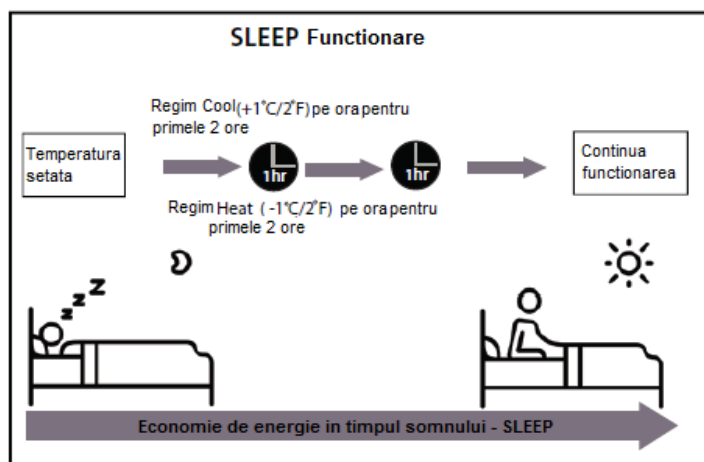 SLEEP Functionare
Regim Cool(+1°C/2°F) pe ora pentru
primele 2 ore
Temperatura
setata
1hr
1hr
Continua
functionarea
Regim Heat ( -1°C/2°F) pe ora pentru
primele 2 ore
z z Z
Economie de energie in timpul somnului - SLEEP